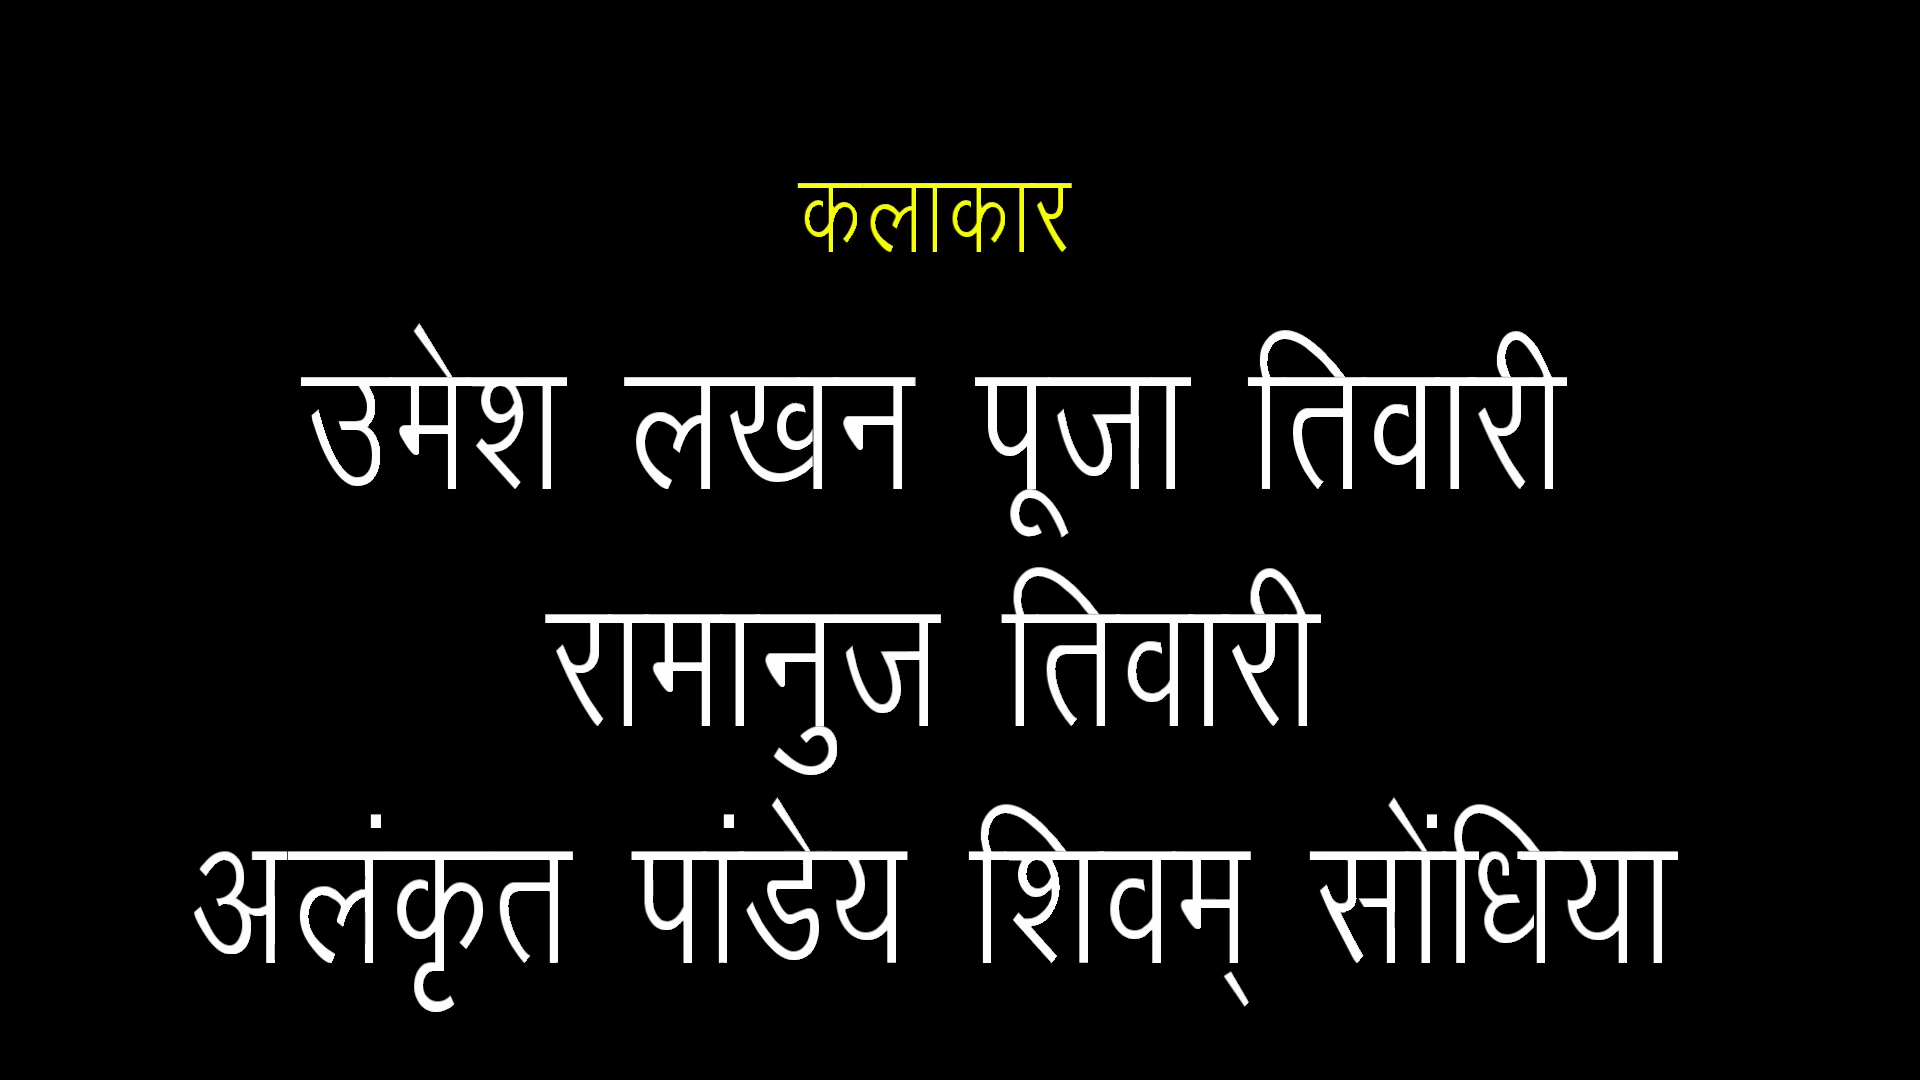 कलाकार
उमेश लखन पूजा तिवारी
रामानुज तिवारी
अलंकृत पांडेय शिवम् सोंधिया